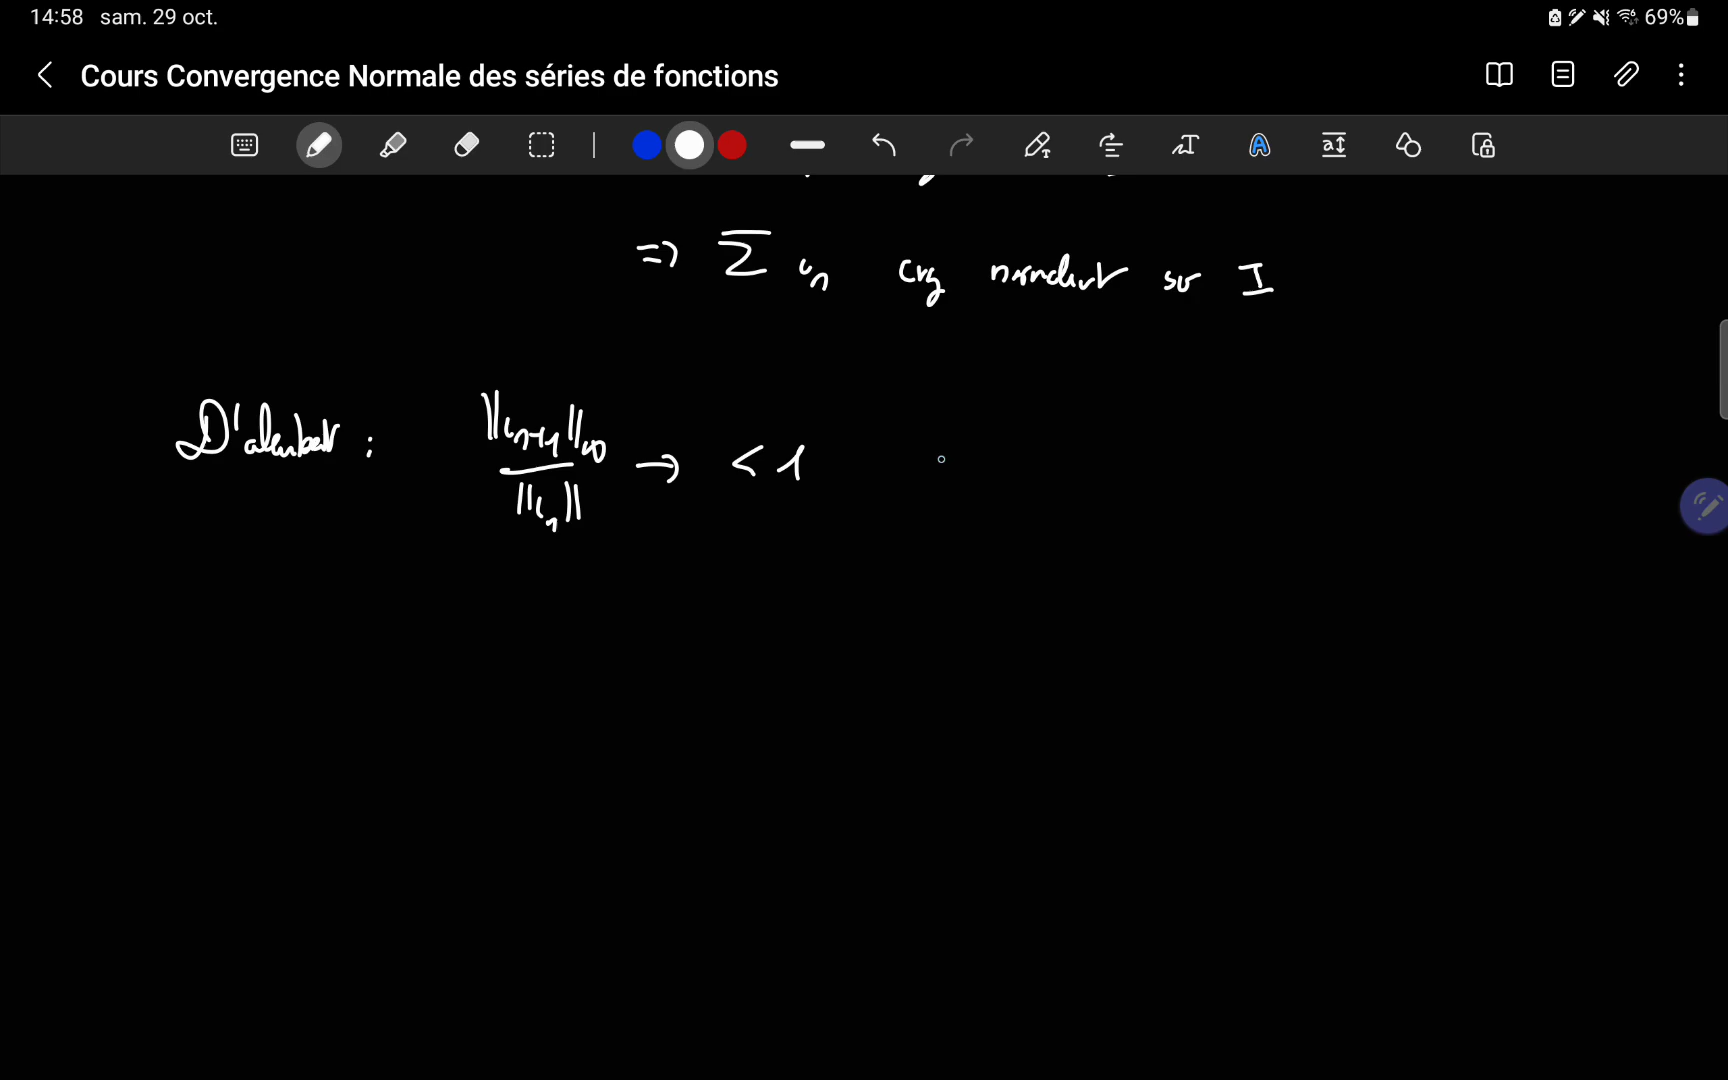 14:58 sam. 29 oct. 69%
Cours Convergence Normale des séries de fonctions
=> Σ un cvg normalement sur I
D'alembert : ||un+1||∞ / ||un|| → < 1